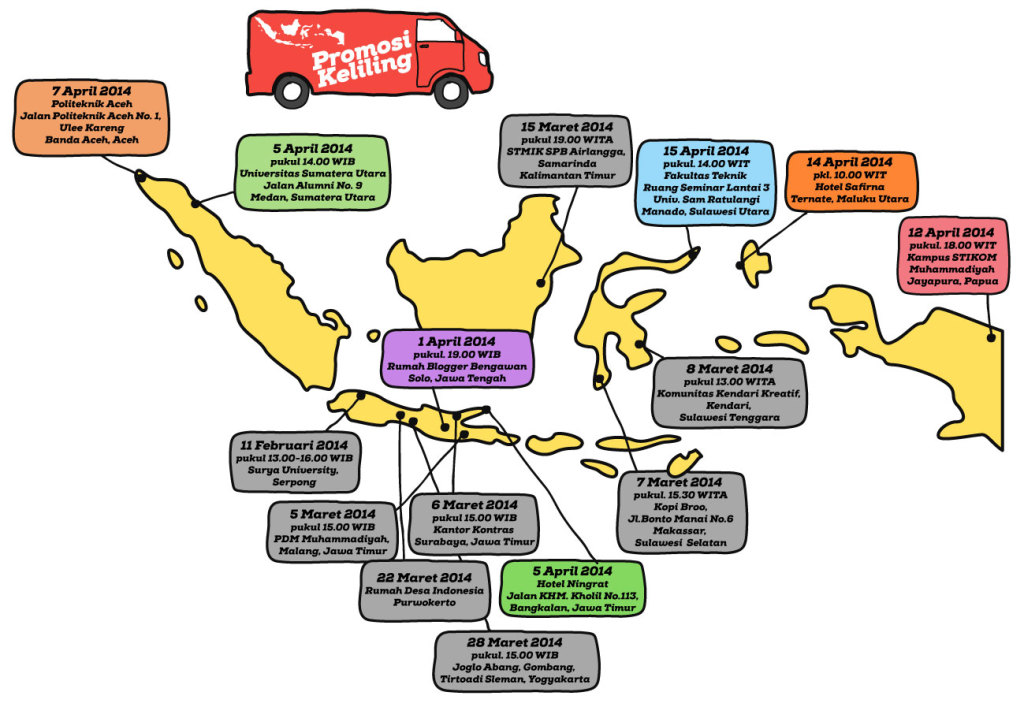 Promosi
Keliling
7 April 2014
Politeknik Aceh
Jalan Politeknik Aceh No. 1,
Ulee Kareng
Banda Aceh, Aceh
5 April 2014
pukul 14.00 WIB
Universitas Sumatera Utara
Jalan Alumni No. 9
Medan, Sumatera Utara
15 Maret 2014
pukul 19.00 WITA
STMIK SPB Airlangga,
Samarinda
Kalimantan Timur
15 April 2014
pukul. 14.00 WIT
Fakultas Teknik
Ruang Seminar Lantai 3
Univ. Sam Ratulangi
Manado, Sulawesi Utara
14 April 2014
pkl. 10.00 WIT
Hotel Safirna
Ternate, Maluku Utara
12 April 2014
pukul. 18.00 WIT
Kampus STIKOM
Muhammadiyah
Jayapura, Papua
1 April 2014
pukul. 19.00 WIB
Rumah Blogger Bengawan
Solo, Jawa Tengah
8 Maret 2014
pukul 13.00 WITA
Komunitas Kendari Kreatif,
Kendari,
Sulawesi Tenggara
11 Februari 2014
pukul 13.00-16.00 WIB
Surya University,
Serpong
5 Maret 2014
pukul 15.00 WIB
PDM Muhammadiyah,
Malang, Jawa Timur
6 Maret 2014
pukul 15.00 WIB
Kantor Kontras
Surabaya, Jawa Timur
7 Maret 2014
pukul. 15.30 WITA
Kopi Broo,
Jl.Bonto Manai No.6
Makassar,
Sulawesi Selatan
22 Maret 2014
Rumah Desa Indonesia
Purwokerto
5 April 2014
Hotel Ningrat
Jalan KHM. Kholil No.113,
Bangkalan, Jawa Timur
28 Maret 2014
pukul. 15.00 WIB
Joglo Abang, Gombang,
Tirtoadi Sleman, Yogyakarta